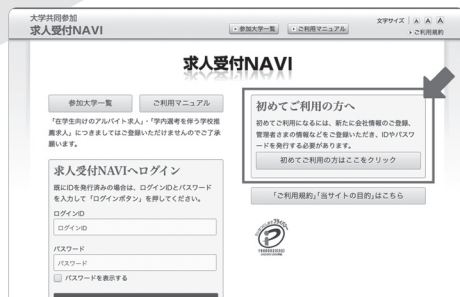 大学共同参加
求人受付NAVI
参加大学一覧
ご利用マニュアル
文字サイズ A A A
ご利用規約
求人受付NAVI
参加大学一覧
ご利用マニュアル
「在学生向けのアルバイト求人」・「学内選考を伴う学校推
薦求人」につきましてはご登録いただけませんのでご了承
願います。
求人受付NAVIへログイン
既にIDを発行済みの場合は、ログインIDとパスワード
を入力して「ログインボタン」を押してください。
ログインID
ログインID
パスワード
パスワード
パスワードを表示する
初めてご利用の方へ
初めてご利用になるには、新たに会社情報のご登録、
管理者さまの情報などをご登録いただき、IDやパスワ
ードを発行する必要があります。
初めてご利用の方はここをクリック
「ご利用規約」「当サイトの目的」はこちら